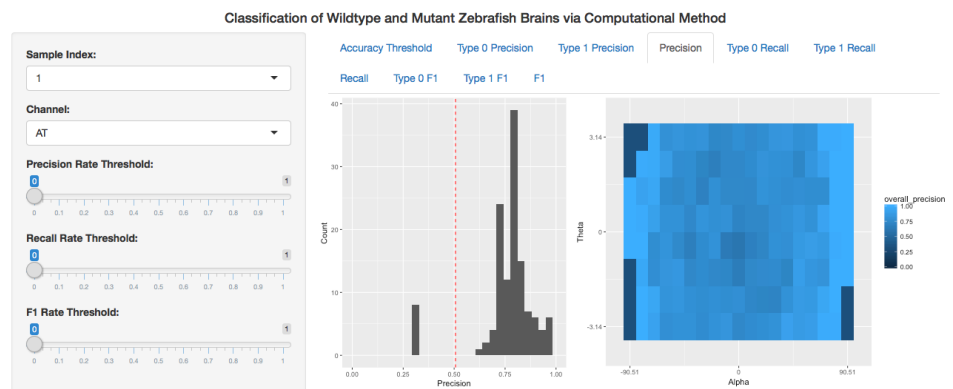 Classification of Wildtype and Mutant Zebrafish Brains via Computational Method
Sample Index:
1
Channel:
AT
Precision Rate Threshold:
0 1
0 0.1 0.2 0.3 0.4 0.5 0.6 0.7 0.8 0.9 1
Recall Rate Threshold:
0 1
0 0.1 0.2 0.3 0.4 0.5 0.6 0.7 0.8 0.9 1
F1 Rate Threshold:
0 1
0 0.1 0.2 0.3 0.4 0.5 0.6 0.7 0.8 0.9 1
Accuracy Threshold Type 0 Precision Type 1 Precision Precision Type 0 Recall Type 1 Recall
Recall Type 0 F1 Type 1 F1 F1
Count
40
30
20
10
0
0.00 0.25 0.50 0.75 1.00
Precision
Theta
3.14
0
-3.14
-90.51 0 90.51
Alpha
overall_precision
1.00
0.75
0.50
0.25
0.00